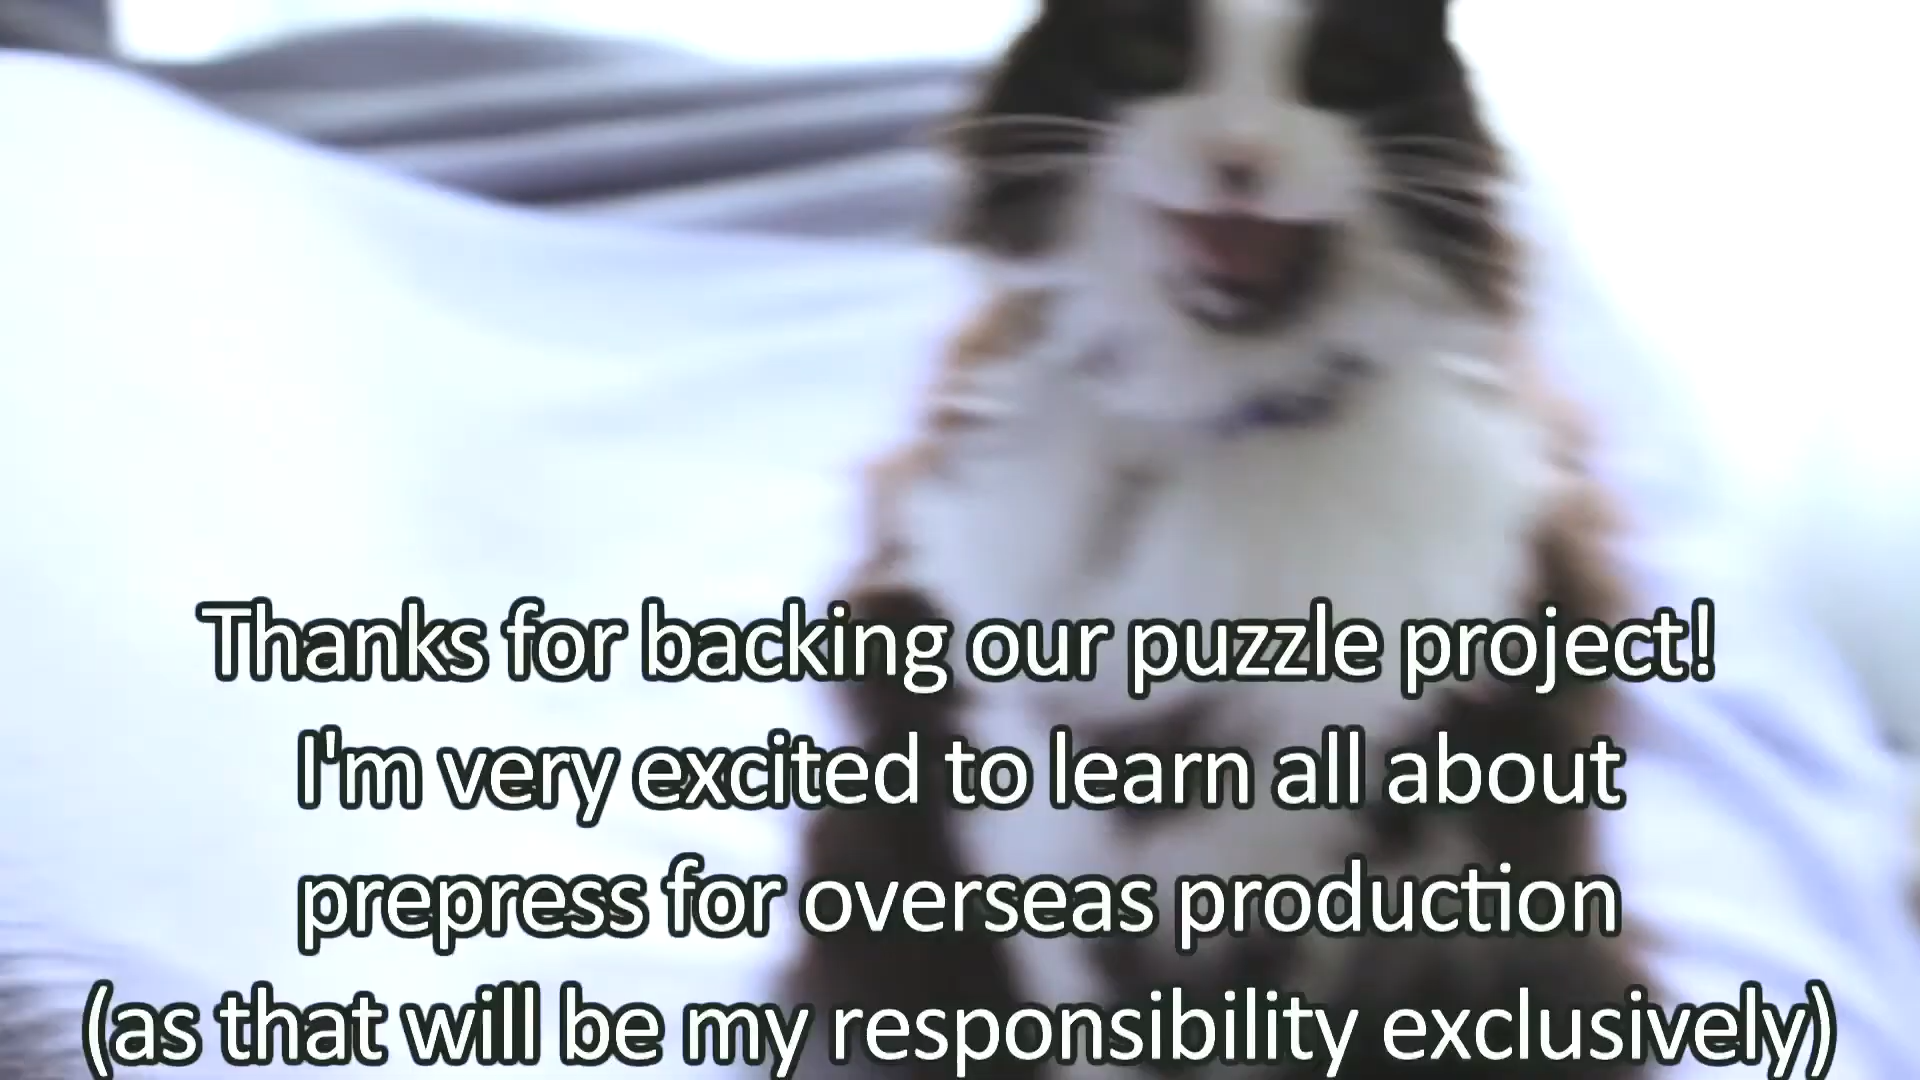 Thanks for backing our puzzle project!
I'm very excited to learn all about
prepress for overseas production
(as that will be my responsibility exclusively)